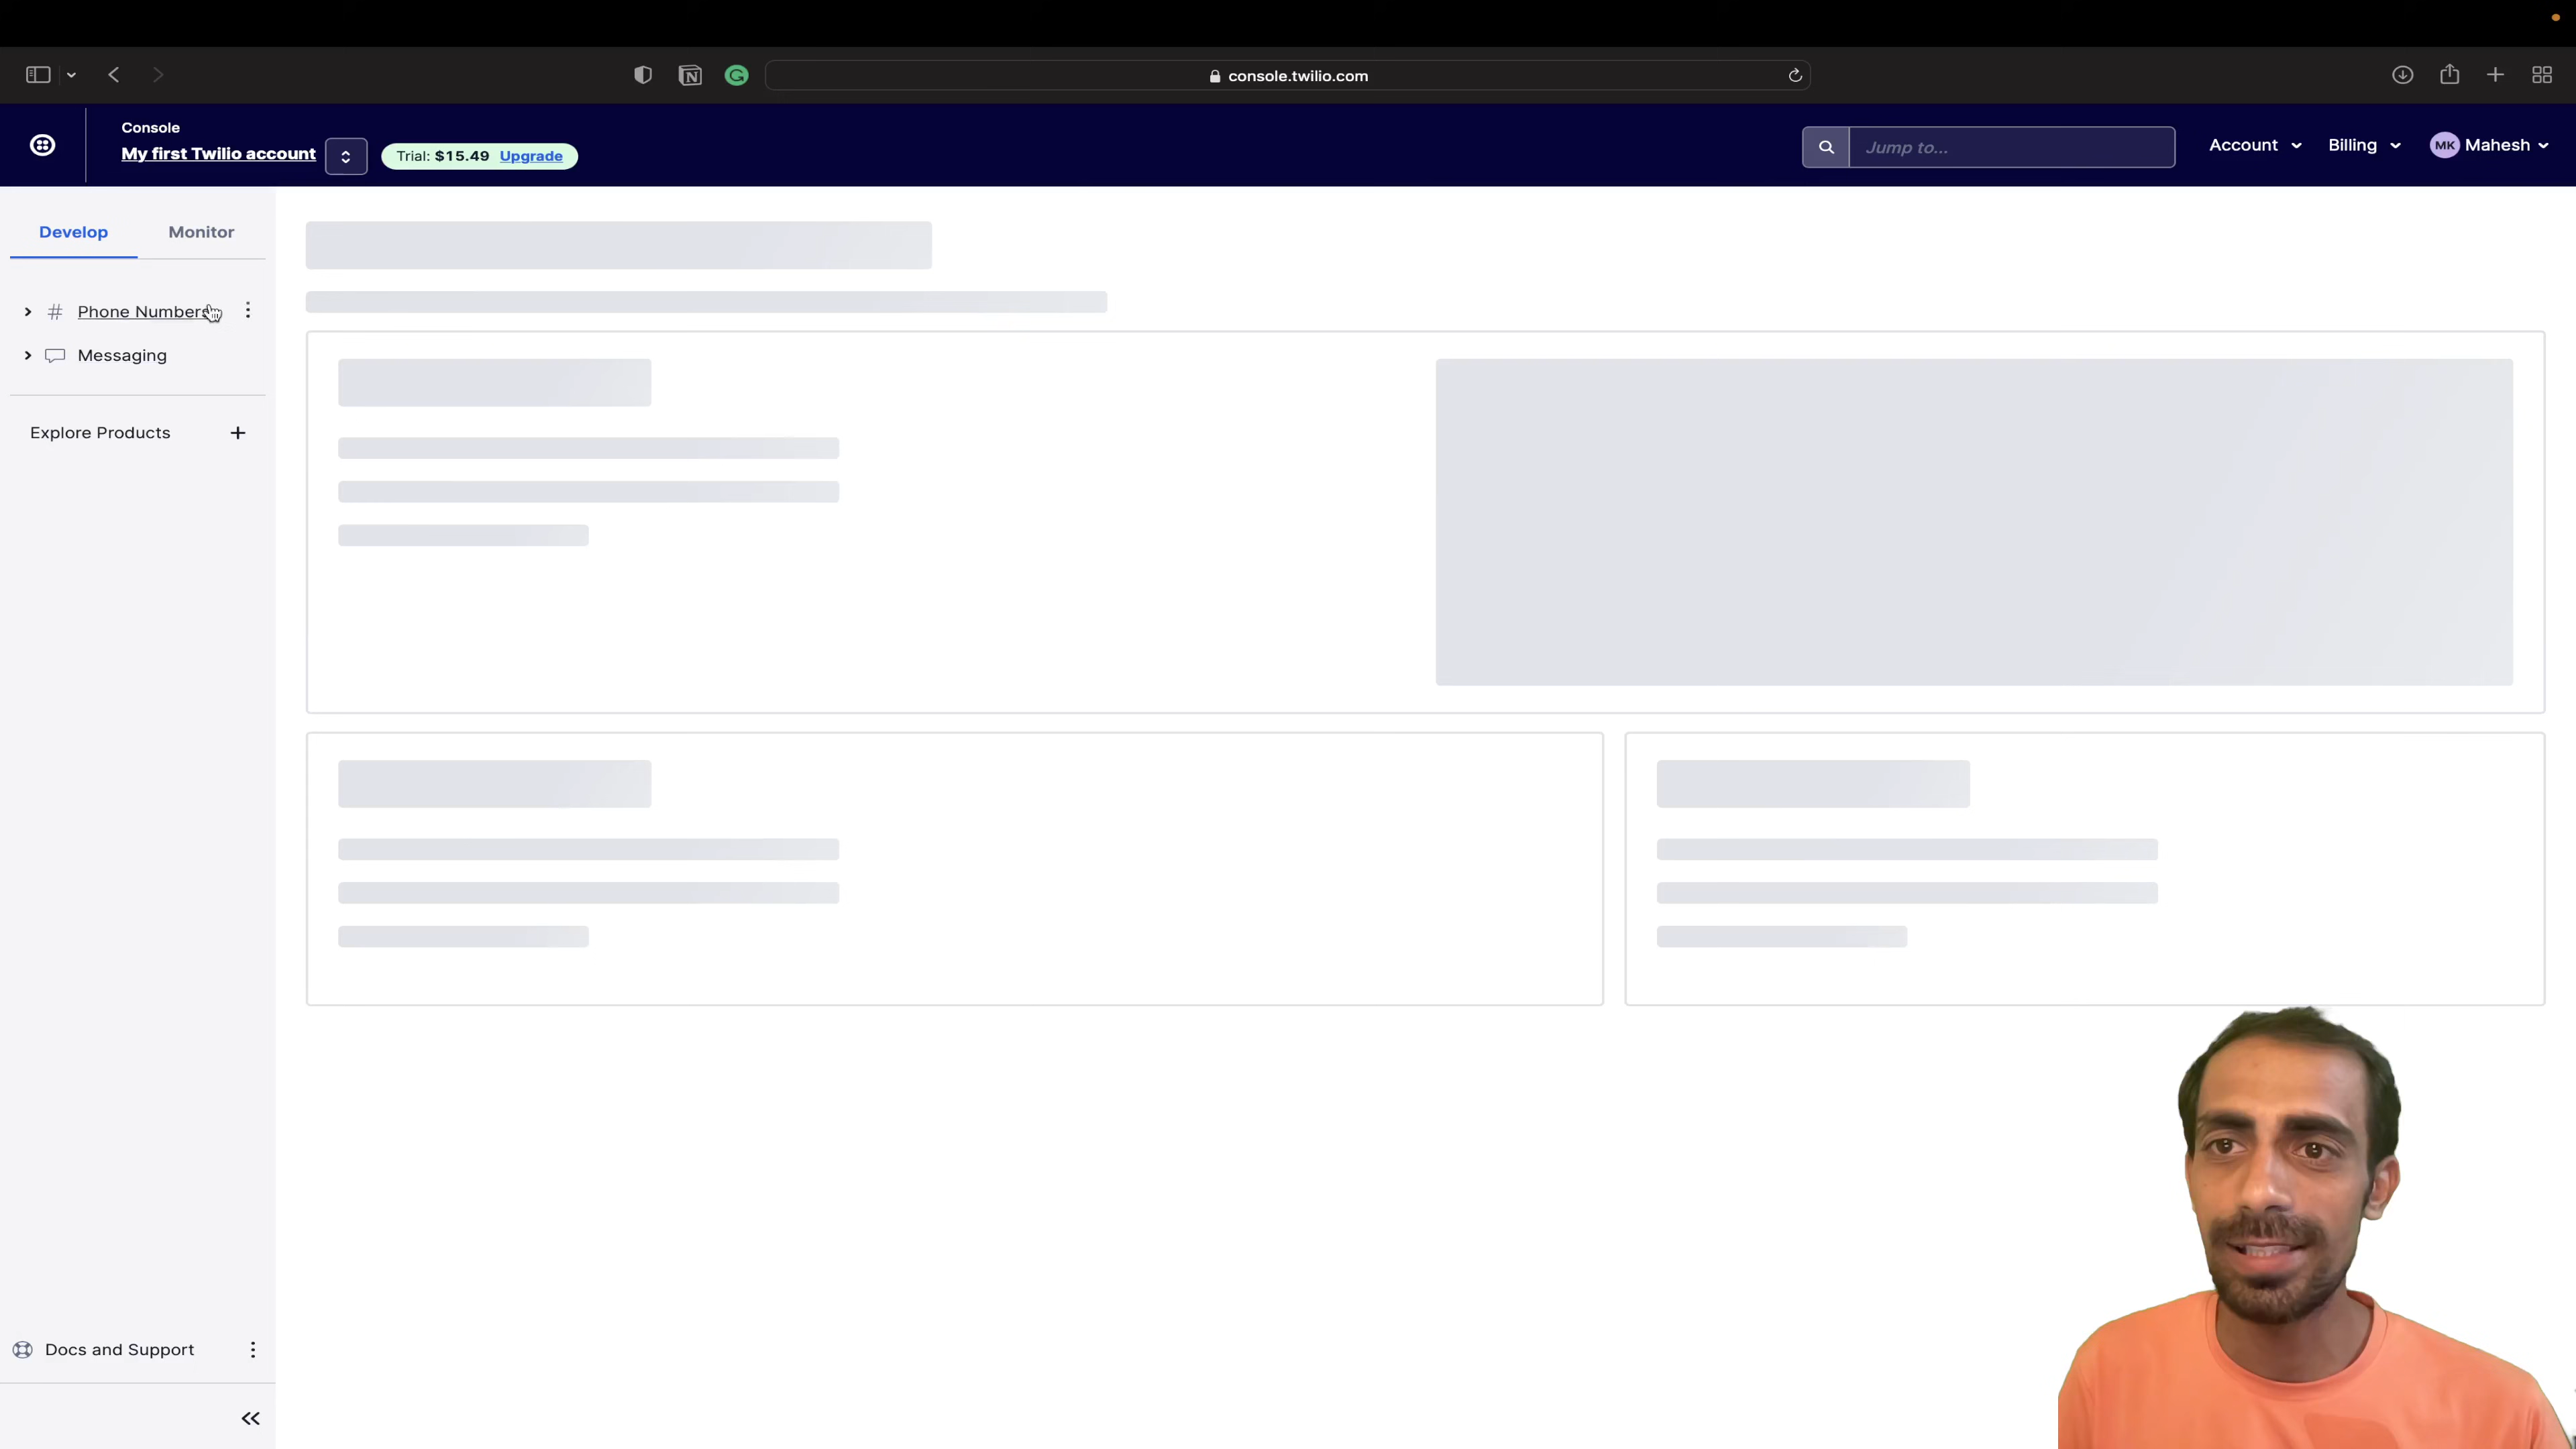 console.twilio.com
Console
My first Twilio account
Trial: $15.49 Upgrade
Jump to...
Account
Billing
MK Mahesh
Develop
Monitor
Phone Numbers
Messaging
Explore Products
Docs and Support